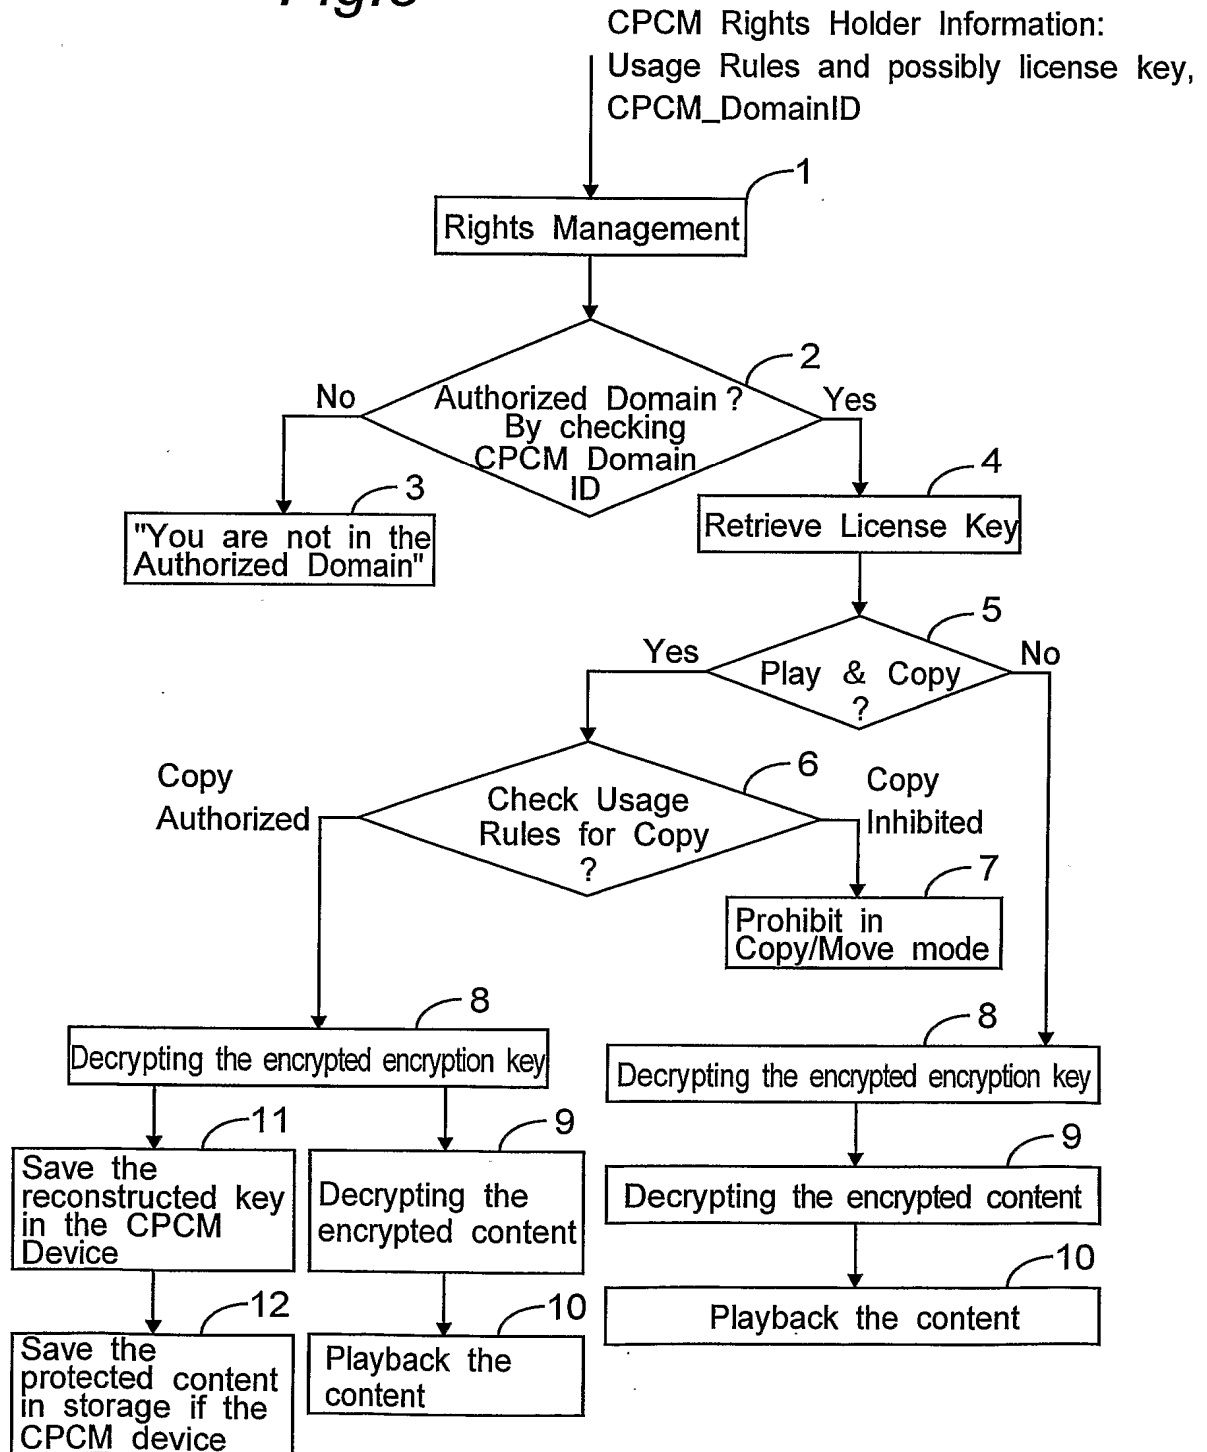 CPCM Rights Holder Information:
Usage Rules and possibly license key,
CPCM_DomainID
1
Rights Management
2
No
Authorized Domain ?
Yes
By checking
CPCM Domain
ID
3
"You are not in the
Authorized Domain"
4
Retrieve License Key
5
Yes
Play & Copy
?
No
6
Copy
Authorized
Check Usage
Rules for Copy
?
Copy
Inhibited
7
Prohibit in
Copy/Move mode
8
Decrypting the encrypted encryption key
8
Decrypting the encrypted encryption key
11
Save the
reconstructed key
in the CPCM
Device
9
Decrypting the
encrypted content
9
Decrypting the encrypted content
12
Save the
protected content
in storage if the
CPCM device
10
Playback the
content
10
Playback the content